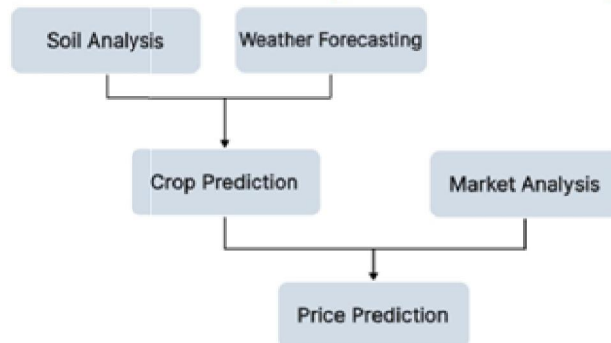 Soil Analysis
Weather Forecasting
Crop Prediction
Market Analysis
Price Prediction